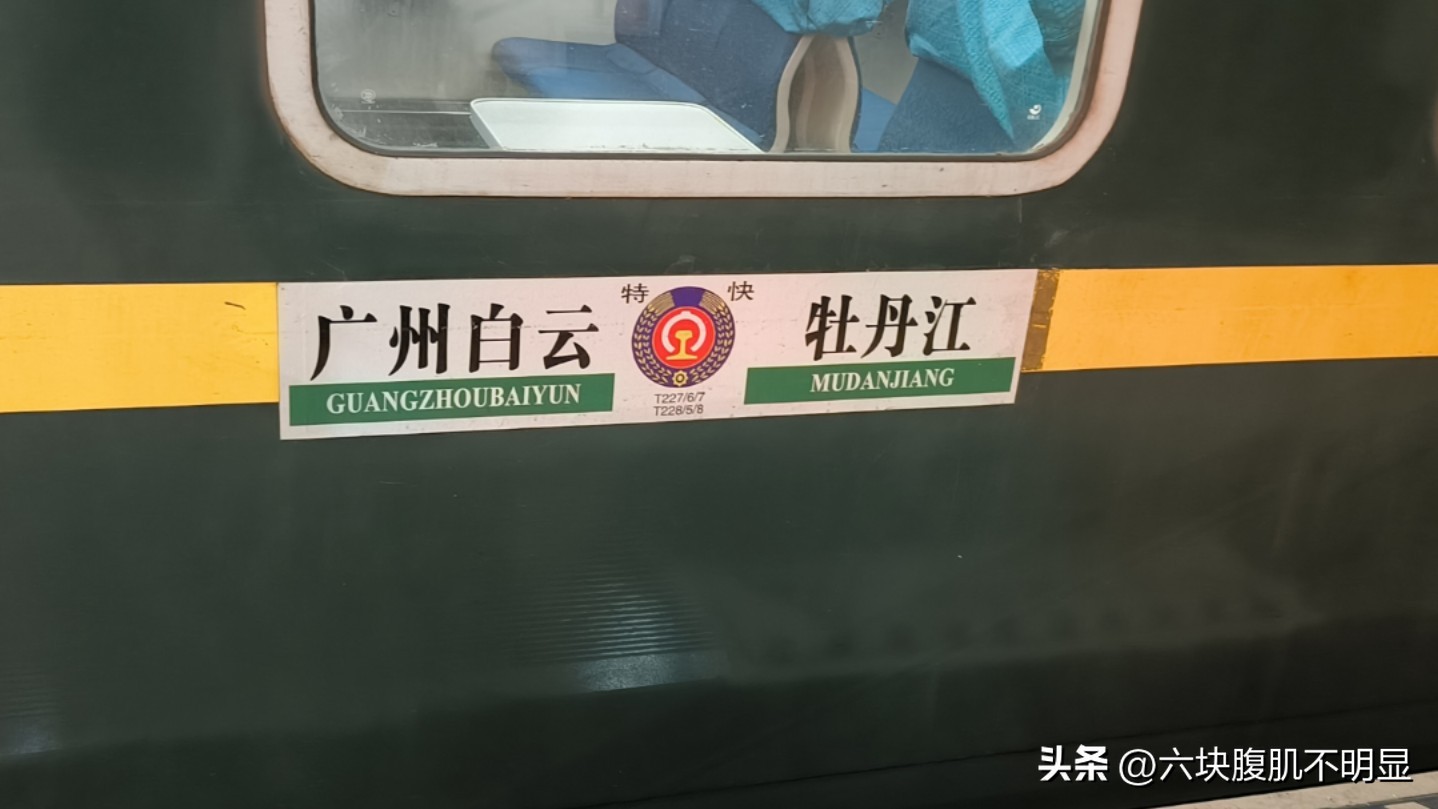 广州白云
特 快
牡丹江
GUANGZHOUBAIYUN
MUDANJIANG
T227/6/7
T228/5/8
头条 @六块腹肌不明显